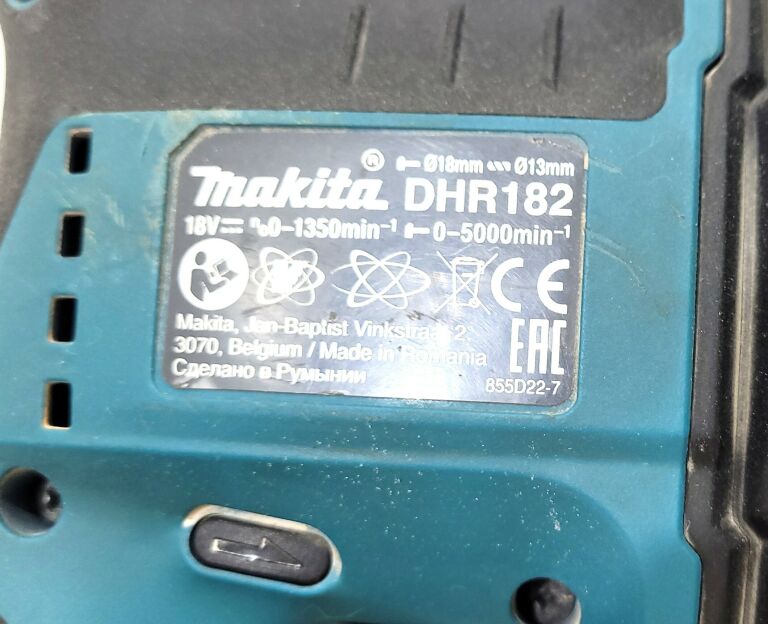 ® Ø18mm Ø13mm
makita DHR182
18V⎓ n₀0-1350min⁻¹ 0-5000min⁻¹
CE
Makita, Jan-Baptist Vinkstraat 2,
3070, Belgium / Made in Romania EAC
Сделано в Румынии 855D22-7